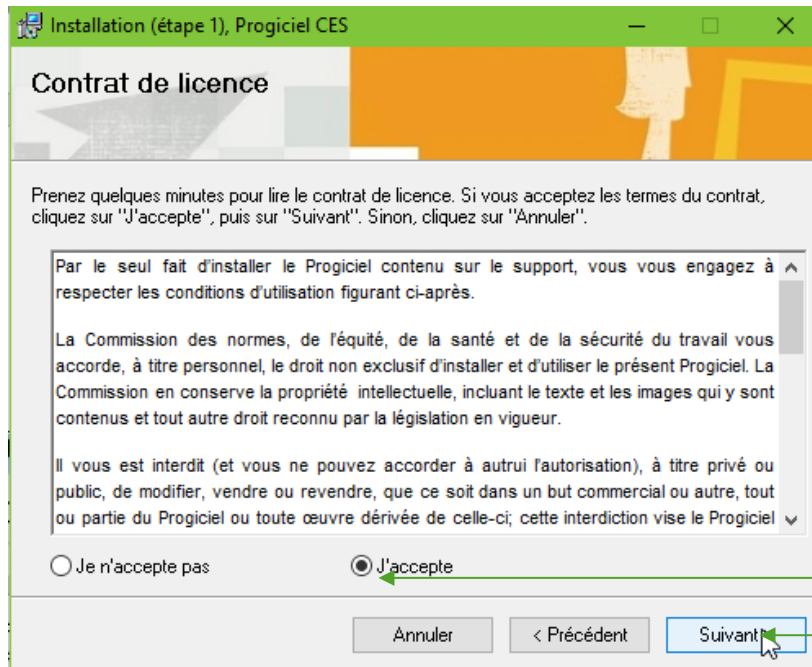 Installation (étape 1), Progiciel CES
Contrat de licence
Prenez quelques minutes pour lire le contrat de licence. Si vous acceptez les termes du contrat,
cliquez sur "J'accepte", puis sur "Suivant". Sinon, cliquez sur "Annuler".
Par le seul fait d'installer le Progiciel contenu sur le support, vous vous engagez à
respecter les conditions d'utilisation figurant ci-après.
La Commission des normes, de l'équité, de la santé et de la sécurité du travail vous
accorde, à titre personnel, le droit non exclusif d'installer et d'utiliser le présent Progiciel. La
Commission en conserve la propriété intellectuelle, incluant le texte et les images qui y sont
contenus et tout autre droit reconnu par la législation en vigueur.
Il vous est interdit (et vous ne pouvez accorder à autrui l'autorisation), à titre privé ou
public, de modifier, vendre ou revendre, que ce soit dans un but commercial ou autre, tout
ou partie du Progiciel ou toute œuvre dérivée de celle-ci; cette interdiction vise le Progiciel
Je n'accepte pas
J'accepte
Annuler
< Précédent
Suivant